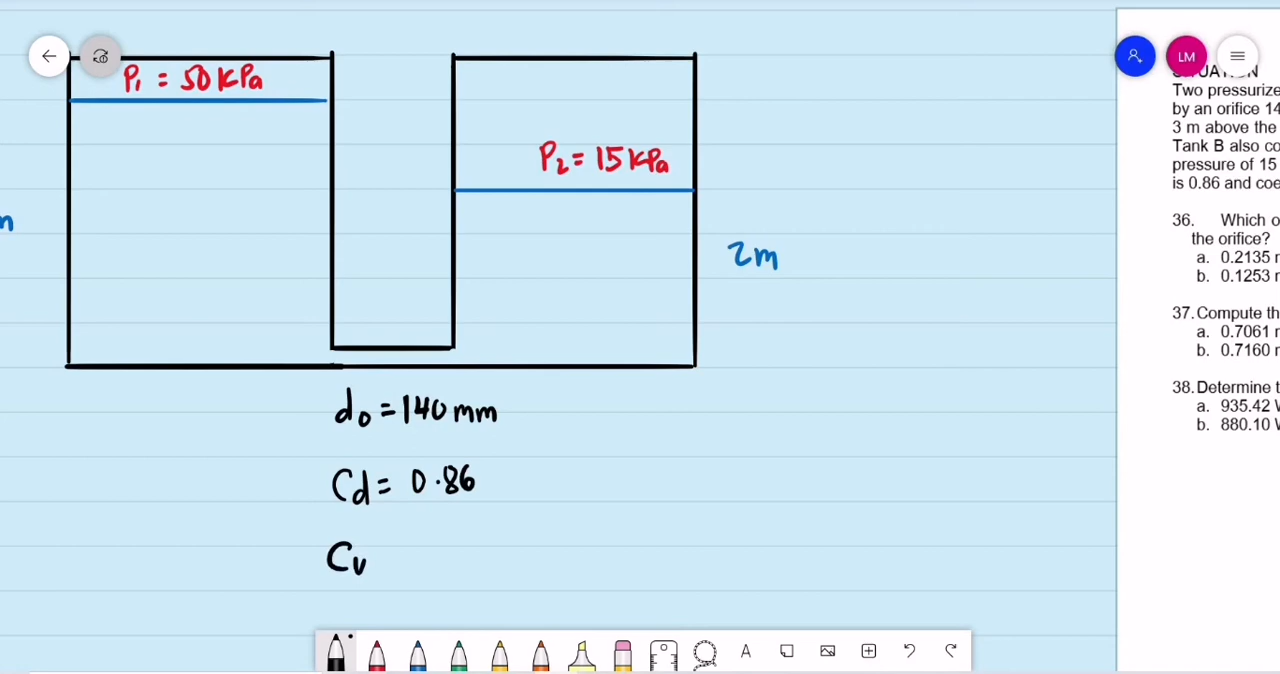 P1 = 50 KPa
P2 = 15 KPa
m
2m
do = 140 mm
Cd = 0.86
Cv
LM
A
SITUATION
Two pressurize
by an orifice 14
3 m above the
Tank B also co
pressure of 15
is 0.86 and coe
36. Which o
the orifice?
a. 0.2135
b. 0.1253
37. Compute th
a. 0.7061
b. 0.7160
38. Determine t
a. 935.42
b. 880.10